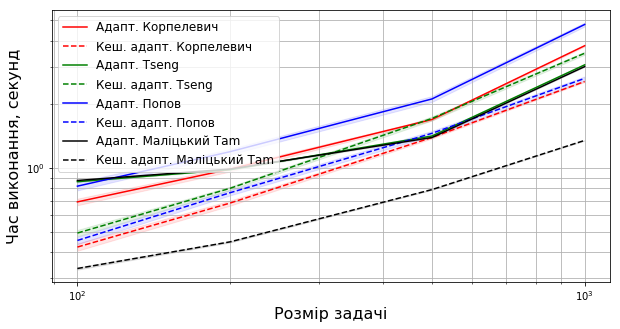 Час виконання, секунд
Адапт. Корпелевич
Кеш. адапт. Корпелевич
Адапт. Tseng
Кеш. адапт. Tseng
Адапт. Попов
Кеш. адапт. Попов
Адапт. Маліцький Tam
Кеш. адапт. Маліцький Tam
10⁰
10² 10³
Розмір задачі